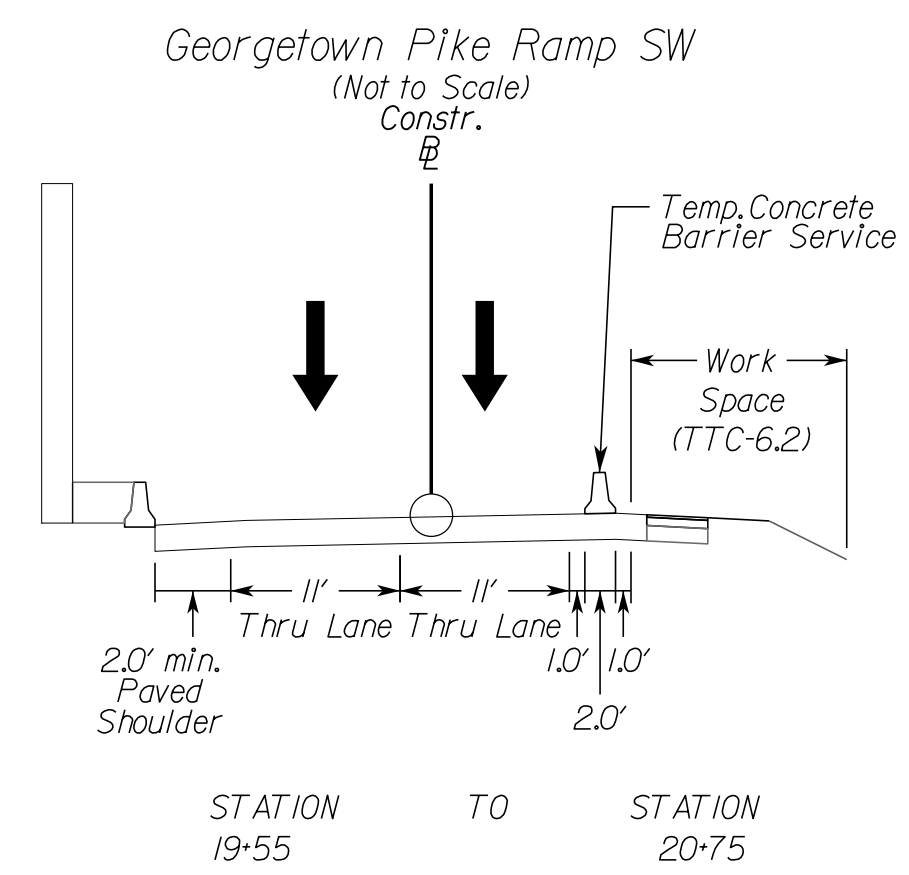 Georgetown Pike Ramp SW
(Not to Scale)
Constr.
BL
Temp. Concrete
Barrier Service
Work
Space
(TTC-6.2)
11' 11'
Thru Lane Thru Lane
2.0' min.
Paved
Shoulder
1.0' 1.0'
2.0'
STATION TO STATION
19+55 20+75